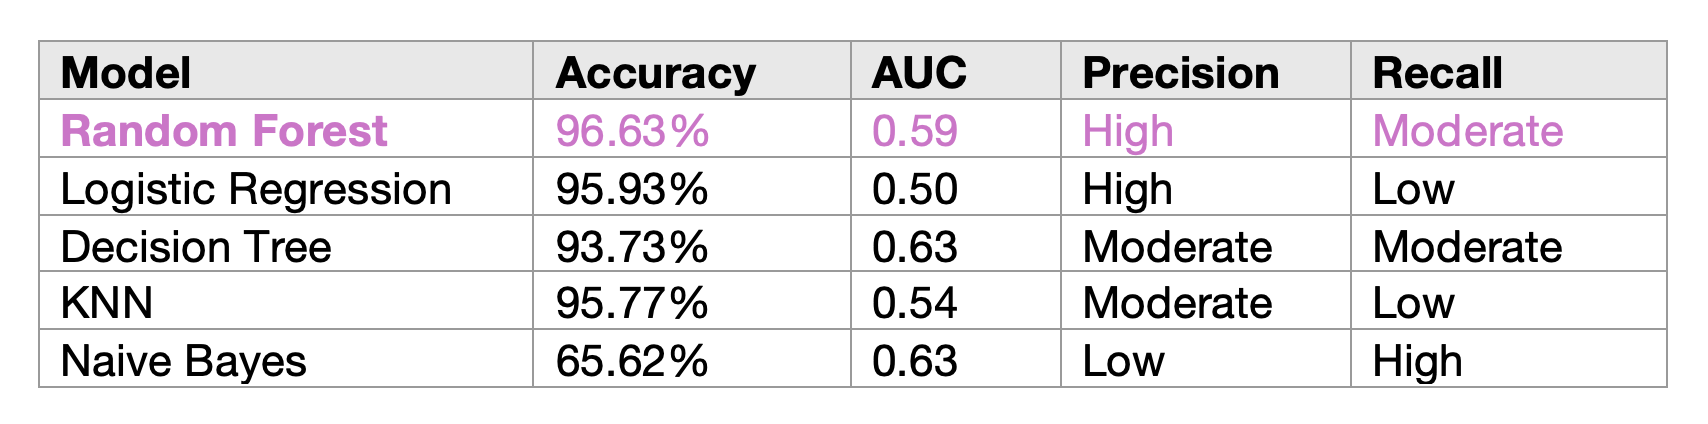 Model Accuracy AUC Precision Recall
Random Forest 96.63% 0.59 High Moderate
Logistic Regression 95.93% 0.50 High Low
Decision Tree 93.73% 0.63 Moderate Moderate
KNN 95.77% 0.54 Moderate Low
Naive Bayes 65.62% 0.63 Low High